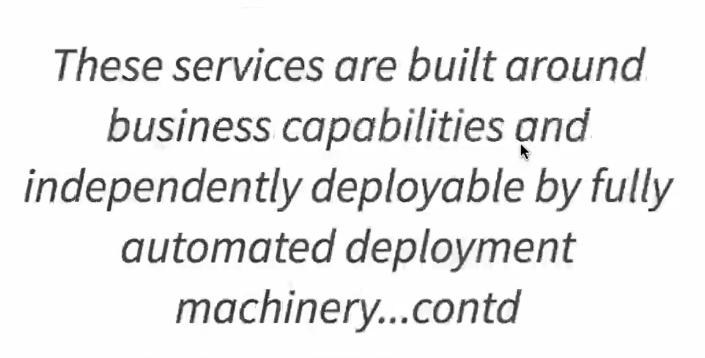 These services are built around
business capabilities and
independently deployable by fully
automated deployment
machinery...contd